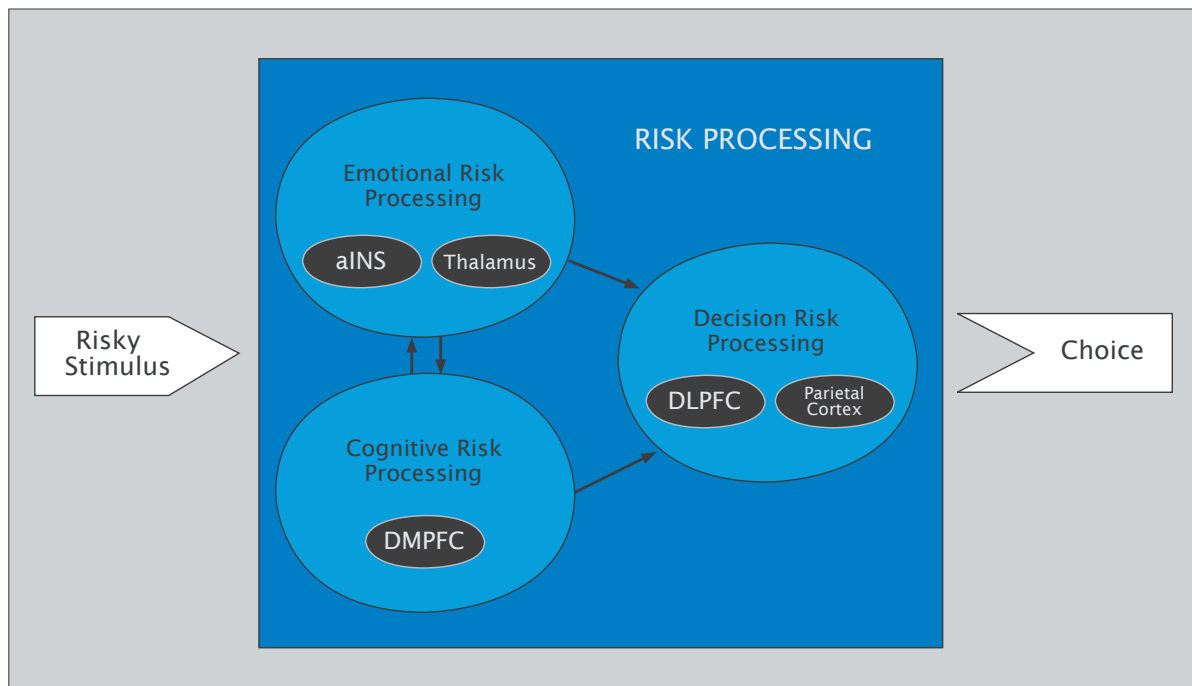 RISK PROCESSING
Emotional Risk
Processing
aINS
Thalamus
Risky
Stimulus
Cognitive Risk
Processing
DMPFC
Decision Risk
Processing
DLPFC
Parietal
Cortex
Choice